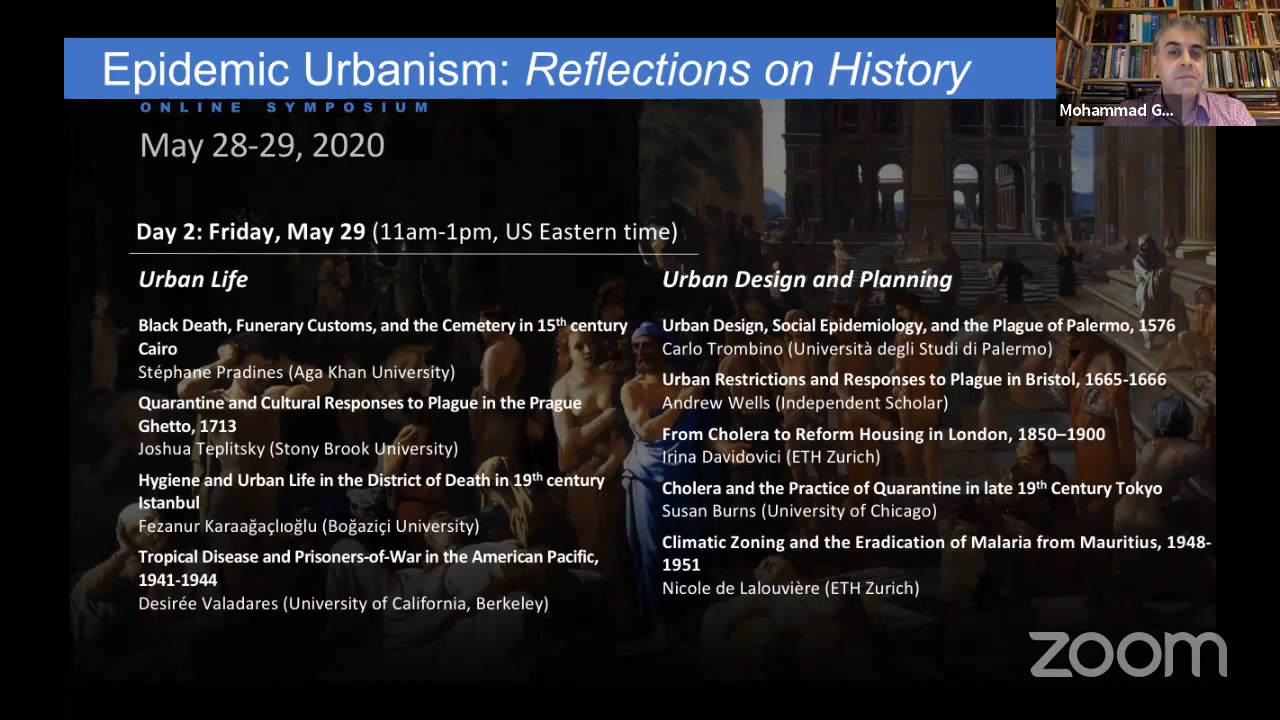 Epidemic Urbanism: Reflections on History
ONLINE SYMPOSIUM
May 28-29, 2020
Mohammad G...
Day 2: Friday, May 29 (11am-1pm, US Eastern time)
Urban Life
Black Death, Funerary Customs, and the Cemetery in 15th century
Cairo
Stéphane Pradines (Aga Khan University)
Quarantine and Cultural Responses to Plague in the Prague
Ghetto, 1713
Joshua Teplitsky (Stony Brook University)
Hygiene and Urban Life in the District of Death in 19th century
Istanbul
Fezanur Karaağaçlıoğlu (Boğaziçi University)
Tropical Disease and Prisoners-of-War in the American Pacific,
1941-1944
Desirée Valadares (University of California, Berkeley)
Urban Design and Planning
Urban Design, Social Epidemiology, and the Plague of Palermo, 1576
Carlo Trombino (Università degli Studi di Palermo)
Urban Restrictions and Responses to Plague in Bristol, 1665-1666
Andrew Wells (Independent Scholar)
From Cholera to Reform Housing in London, 1850–1900
Irina Davidovici (ETH Zurich)
Cholera and the Practice of Quarantine in late 19th Century Tokyo
Susan Burns (University of Chicago)
Climatic Zoning and the Eradication of Malaria from Mauritius, 1948-
1951
Nicole de Lalouvière (ETH Zurich)
zoom